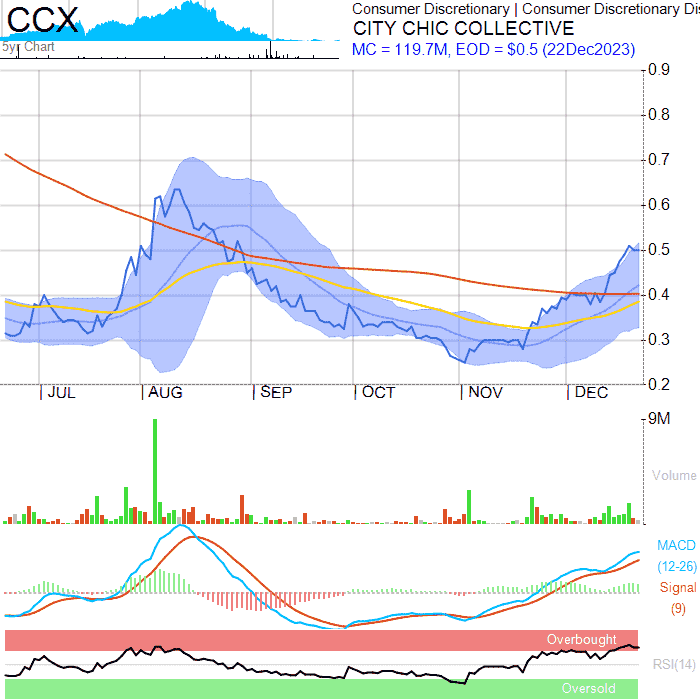 CCX
5yr Chart
Consumer Discretionary | Consumer Discretionary Dis
CITY CHIC COLLECTIVE
MC = 119.7M, EOD = $0.5 (22Dec2023)
0.9
0.8
0.7
0.6
0.5
0.4
0.3
0.2
JUL
AUG
SEP
OCT
NOV
DEC
9M
Volume
MACD
(12-26)
Signal
(9)
Overbought
RSI(14)
Oversold